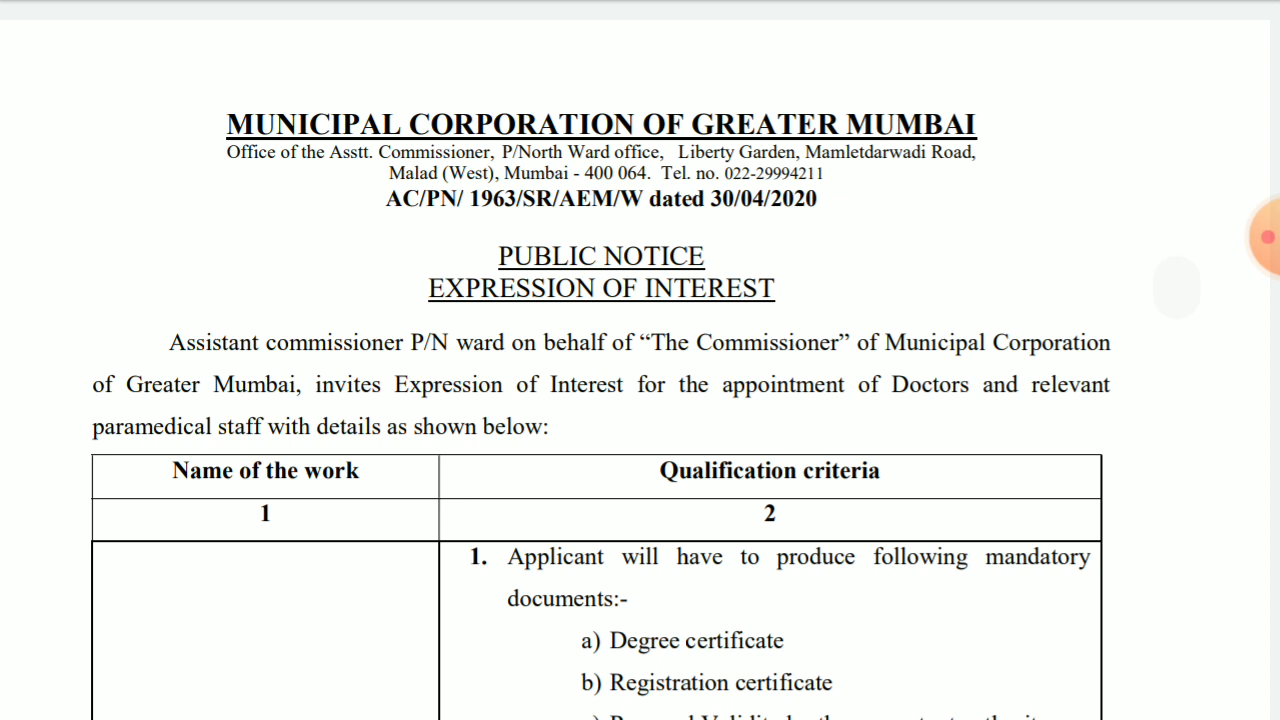 MUNICIPAL CORPORATION OF GREATER MUMBAI
Office of the Asstt. Commissioner, P/North Ward office, Liberty Garden, Mamletdarwadi Road,
Malad (West), Mumbai - 400 064. Tel. no. 022-29994211
AC/PN/ 1963/SR/AEM/W dated 30/04/2020
PUBLIC NOTICE
EXPRESSION OF INTEREST
Assistant commissioner P/N ward on behalf of “The Commissioner” of Municipal Corporation
of Greater Mumbai, invites Expression of Interest for the appointment of Doctors and relevant
paramedical staff with details as shown below:
Name of the work Qualification criteria
1 2
1. Applicant will have to produce following mandatory
documents:-
a) Degree certificate
b) Registration certificate